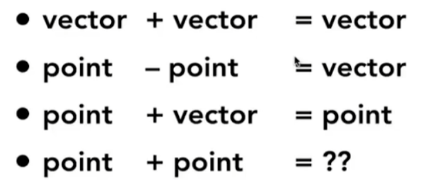 • vector + vector = vector
• point – point = vector
• point + vector = point
• point + point = ??